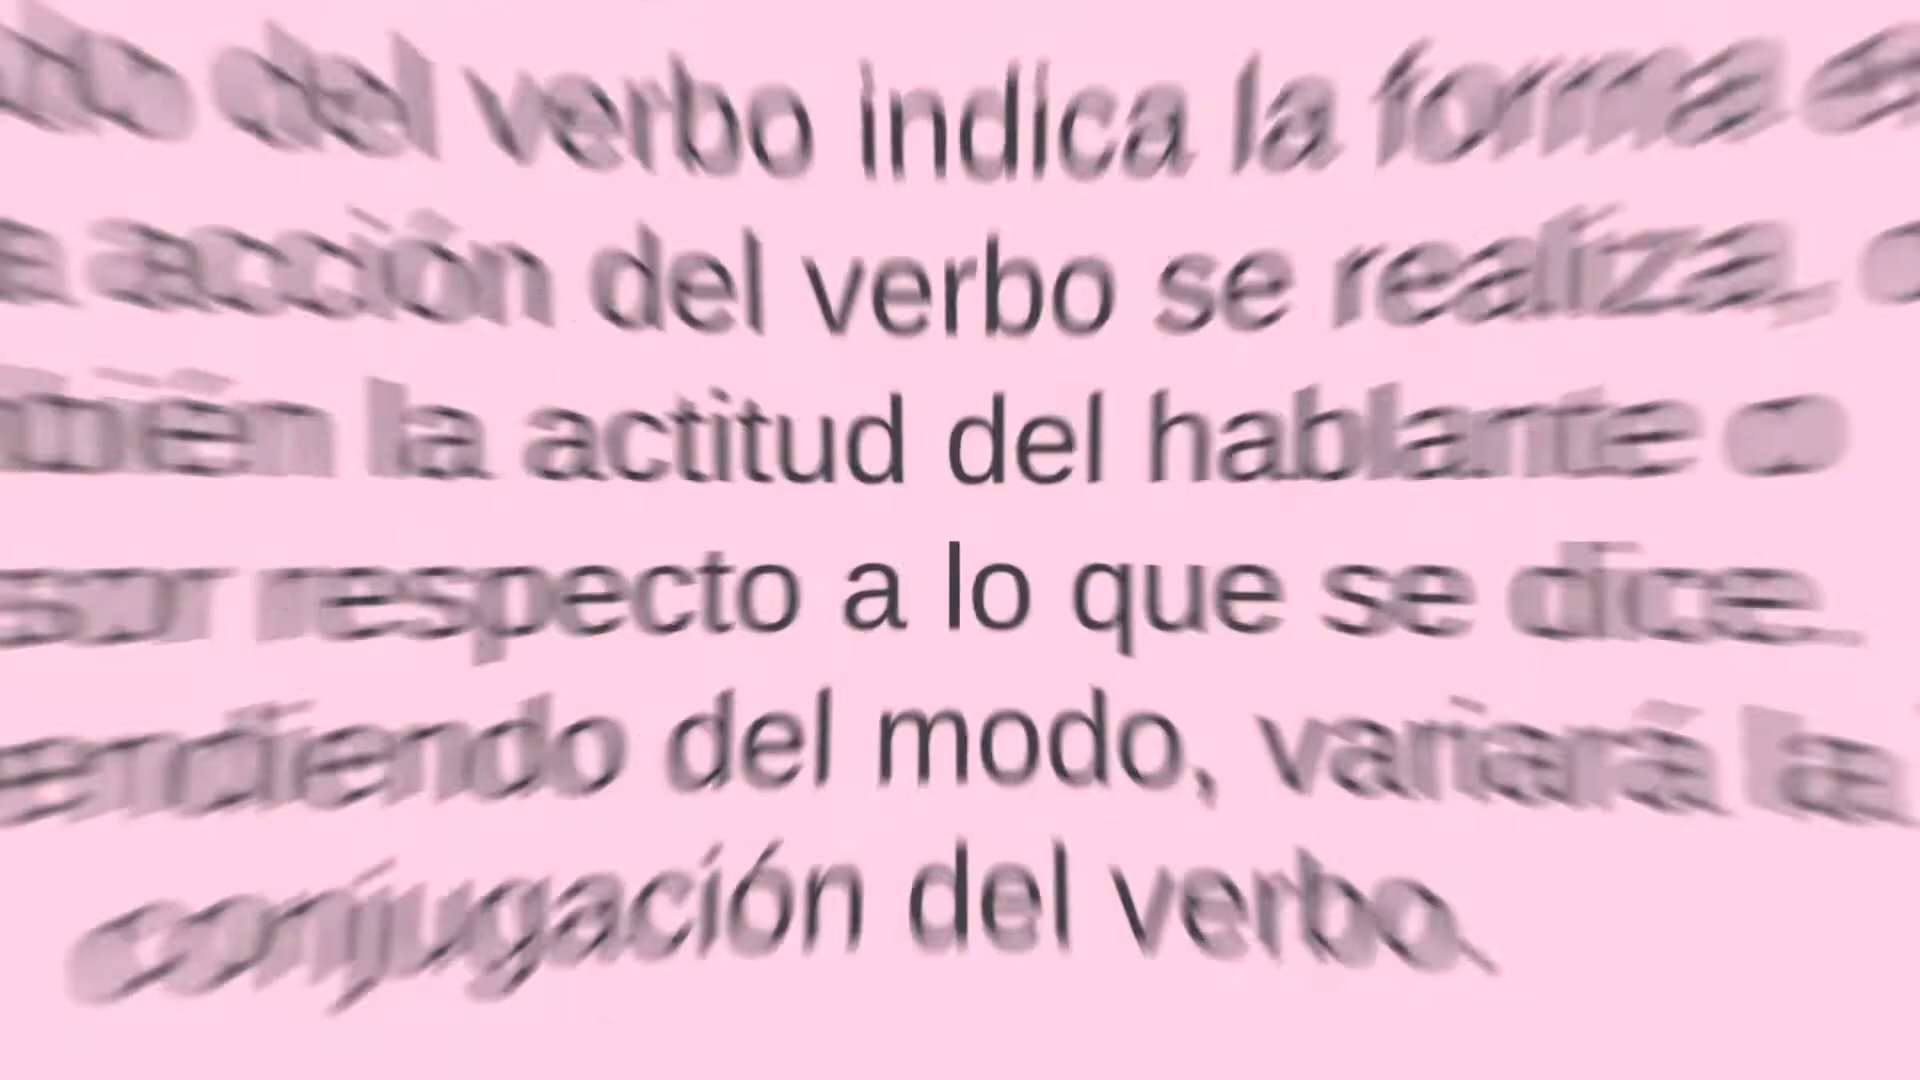 del verbo indica la forma
acción del verbo se realiza,
la actitud del hablante o
respecto a lo que se dice.
del modo, variará la
conjugación del verbo.